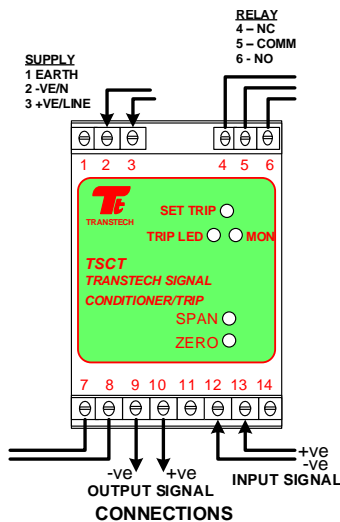 RELAY
4 – NC
5 – COMM
6 - NO
SUPPLY
1 EARTH
2 -VE/N
3 +VE/LINE
1 2 3 4 5 6
Tt
TRANSTECH
SET TRIP
TRIP LED MON
TSCT
TRANSTECH SIGNAL
CONDITIONER/TRIP
SPAN
ZERO
7 8 9 10 11 12 13 14
-ve +ve
OUTPUT SIGNAL
+ve
-ve
INPUT SIGNAL
CONNECTIONS